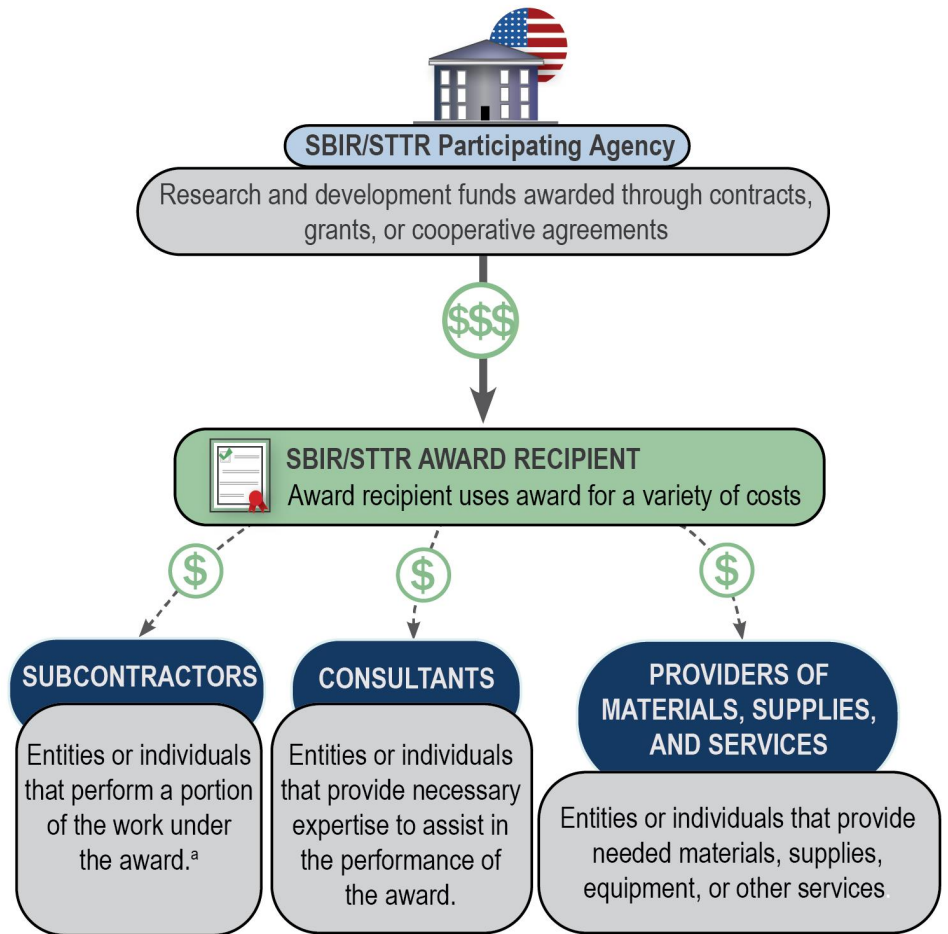 SBIR/STTR Participating Agency
Research and development funds awarded through contracts,
grants, or cooperative agreements
$$$
SBIR/STTR AWARD RECIPIENT
Award recipient uses award for a variety of costs
$
$
$
SUBCONTRACTORS
Entities or individuals
that perform a portion
of the work under
the award.ᵃ
CONSULTANTS
Entities or individuals
that provide necessary
expertise to assist in
the performance of
the award.
PROVIDERS OF
MATERIALS, SUPPLIES,
AND SERVICES
Entities or individuals that provide
needed materials, supplies,
equipment, or other services.